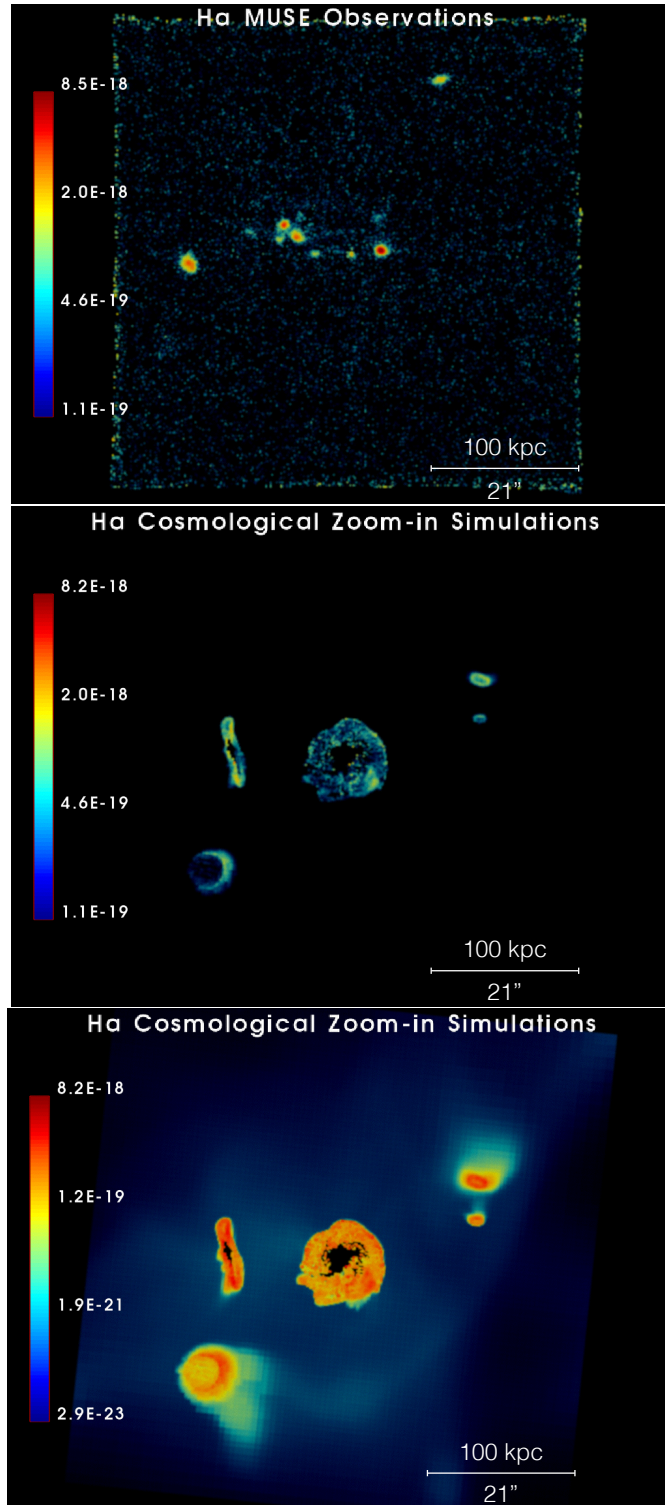 Ha MUSE Observations
8.5E-18
2.0E-18
4.6E-19
1.1E-19
100 kpc
21”
Ha Cosmological Zoom-in Simulations
8.2E-18
2.0E-18
4.6E-19
1.1E-19
100 kpc
21”
Ha Cosmological Zoom-in Simulations
8.2E-18
1.2E-19
1.9E-21
2.9E-23
100 kpc
21”